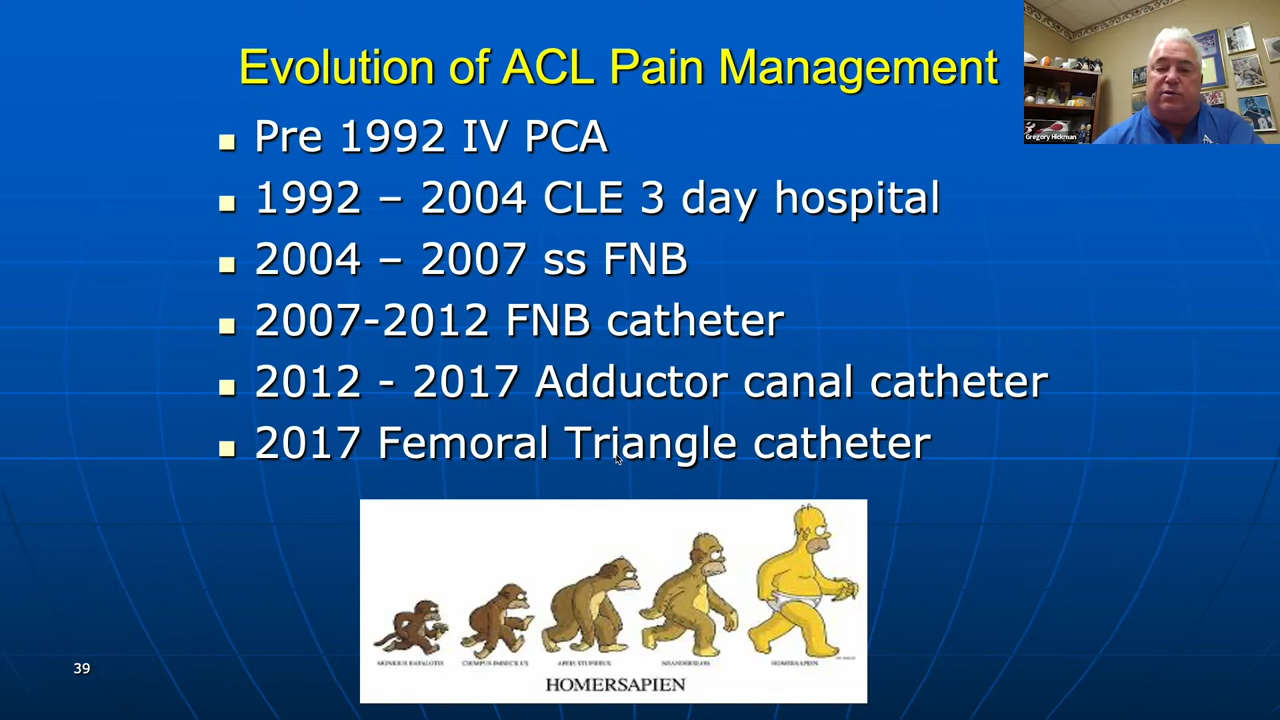 Evolution of ACL Pain Management
Gregory Hickman
Pre 1992 IV PCA
1992 – 2004 CLE 3 day hospital
2004 – 2007 ss FNB
2007-2012 FNB catheter
2012 - 2017 Adductor canal catheter
2017 Femoral Triangle catheter
HOMERSAPIEN
HOMERSAPIEN
39